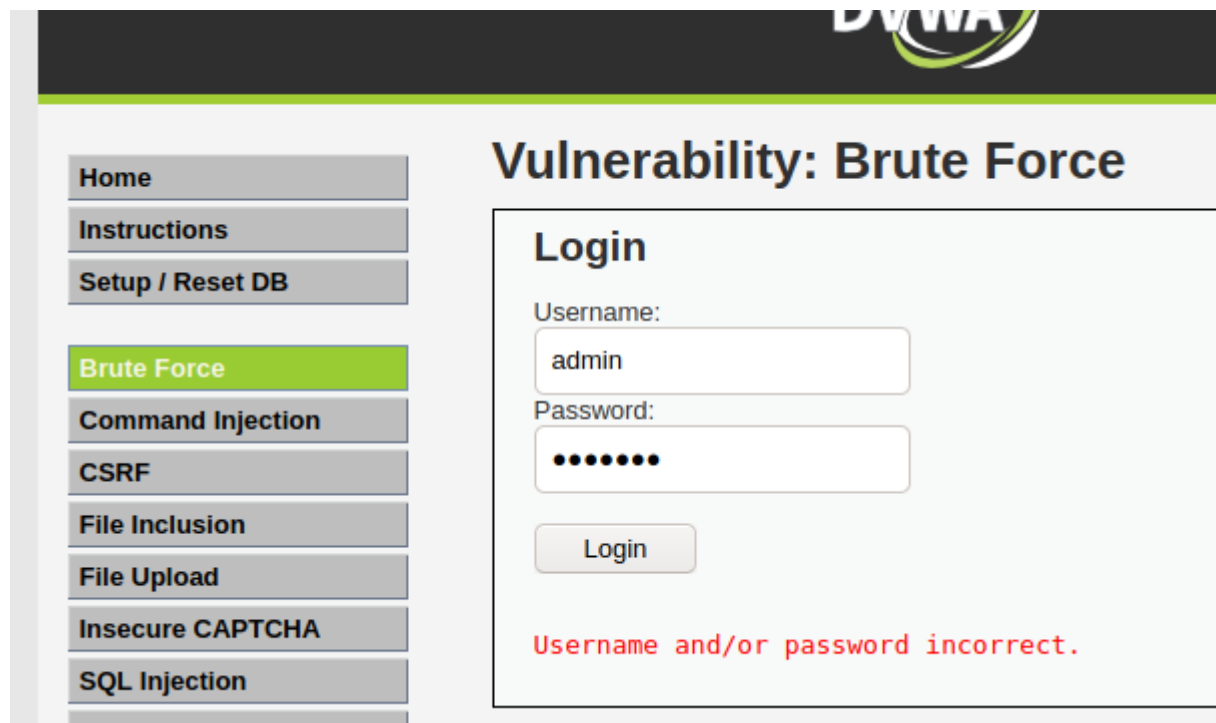 DVWA
Home
Instructions
Setup / Reset DB
Brute Force
Command Injection
CSRF
File Inclusion
File Upload
Insecure CAPTCHA
SQL Injection
Vulnerability: Brute Force
Login
Username:
admin
Password:
•••••••
Login
Username and/or password incorrect.